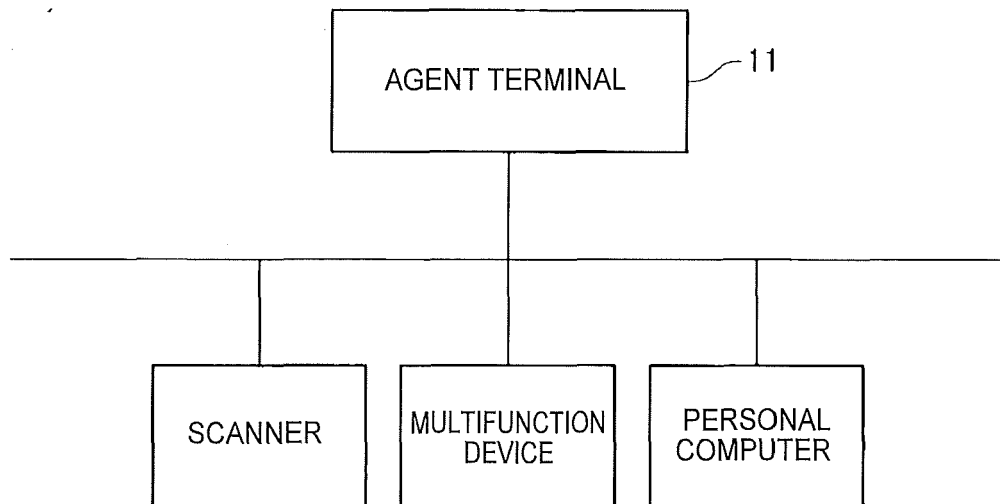 AGENT TERMINAL
11
SCANNER
MULTIFUNCTION
DEVICE
PERSONAL
COMPUTER